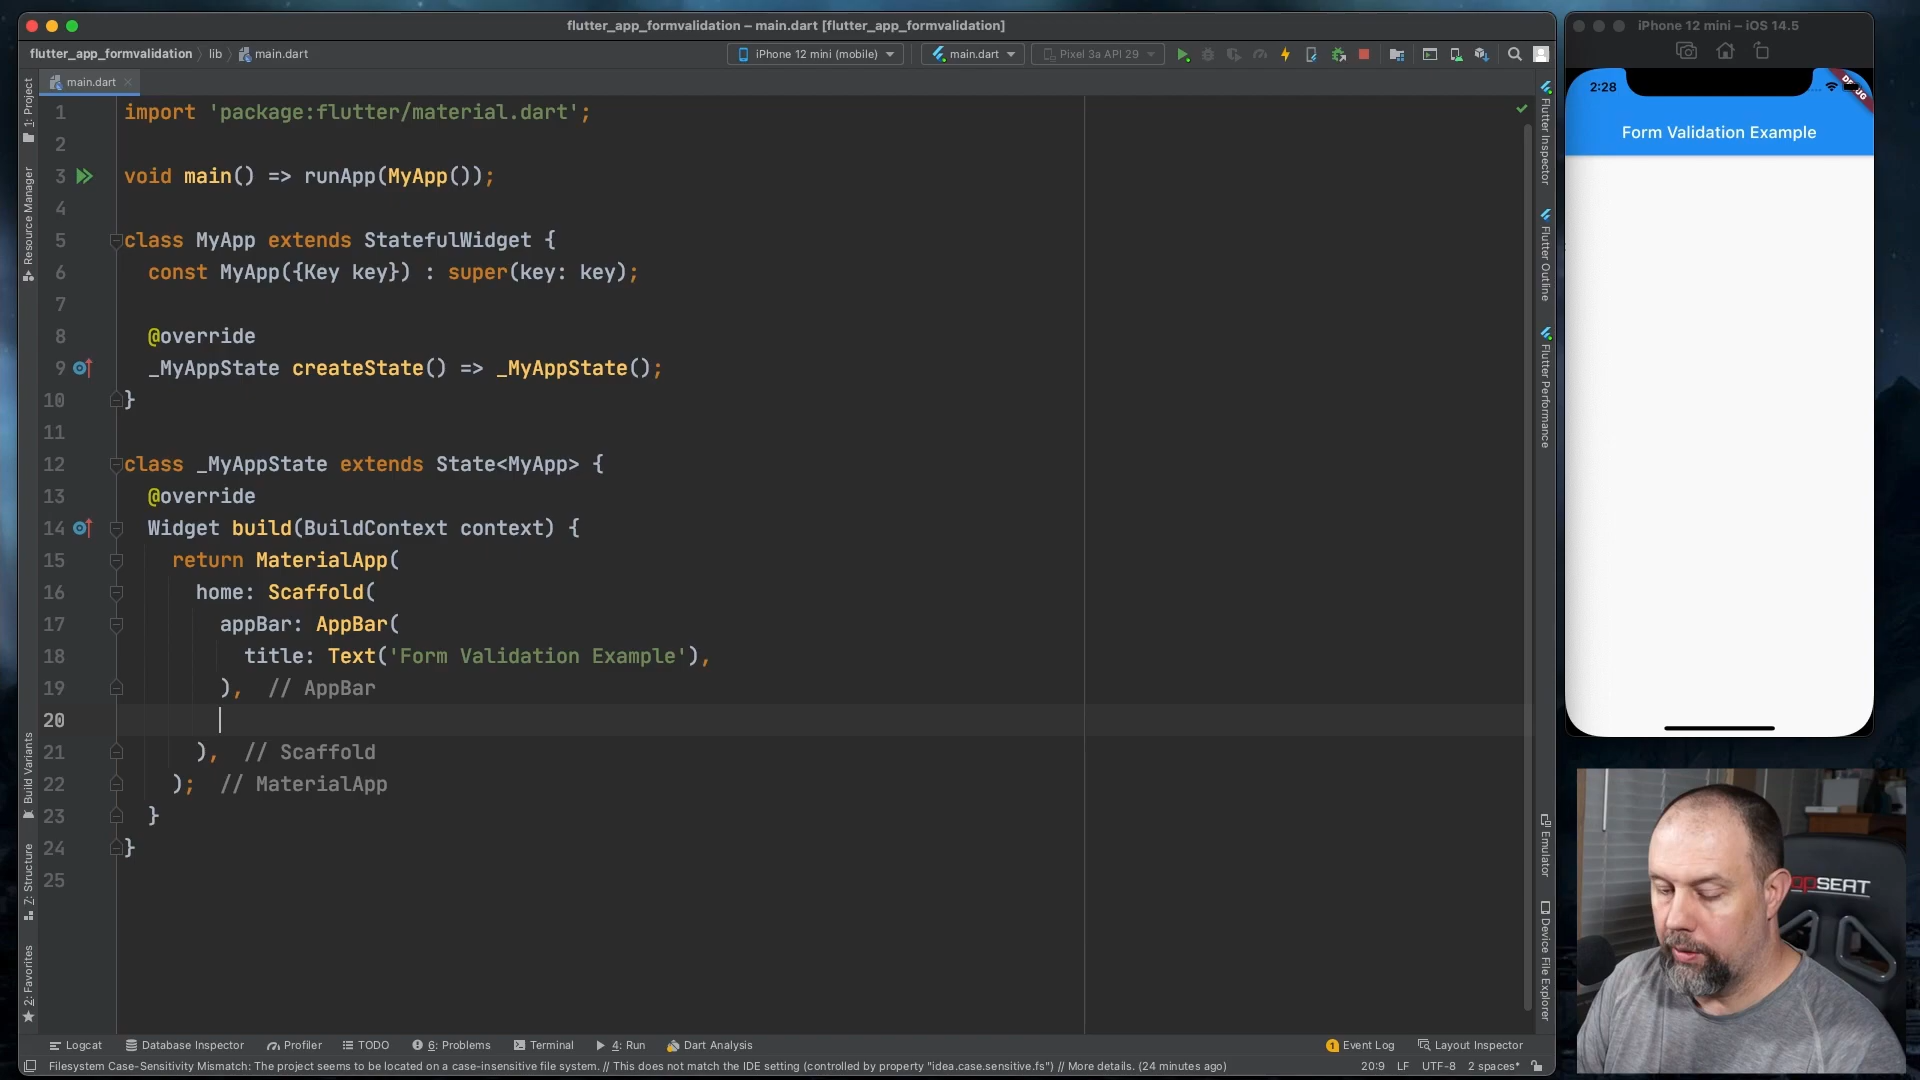 flutter_app_formvalidation – main.dart [flutter_app_formvalidation]
flutter_app_formvalidation
lib
main.dart
iPhone 12 mini (mobile)
main.dart
Pixel 3a API 29
main.dart
1: Project
Resource Manager
Build Variants
7: Structure
2: Favorites
1 import 'package:flutter/material.dart';
2
3 void main() => runApp(MyApp());
4
5 class MyApp extends StatefulWidget {
6 const MyApp({Key key}) : super(key: key);
7
8 @override
9 _MyAppState createState() => _MyAppState();
10 }
11
12 class _MyAppState extends State<MyApp> {
13 @override
14 Widget build(BuildContext context) {
15 return MaterialApp(
16 home: Scaffold(
17 appBar: AppBar(
18 title: Text('Form Validation Example'),
19 ), // AppBar
20
21 ), // Scaffold
22 ); // MaterialApp
23 }
24 }
25
Flutter Inspector
Flutter Outline
Flutter Performance
Emulator
Device File Explorer
Logcat
Database Inspector
Profiler
TODO
6: Problems
Terminal
4: Run
Dart Analysis
1 Event Log
Layout Inspector
Filesystem Case-Sensitivity Mismatch: The project seems to be located on a case-insensitive file system. // This does not match the IDE setting (controlled by property "idea.case.sensitive.fs") // More details. (24 minutes ago)
20:9 LF UTF-8 2 spaces*
iPhone 12 mini – iOS 14.5
2:28
Form Validation Example